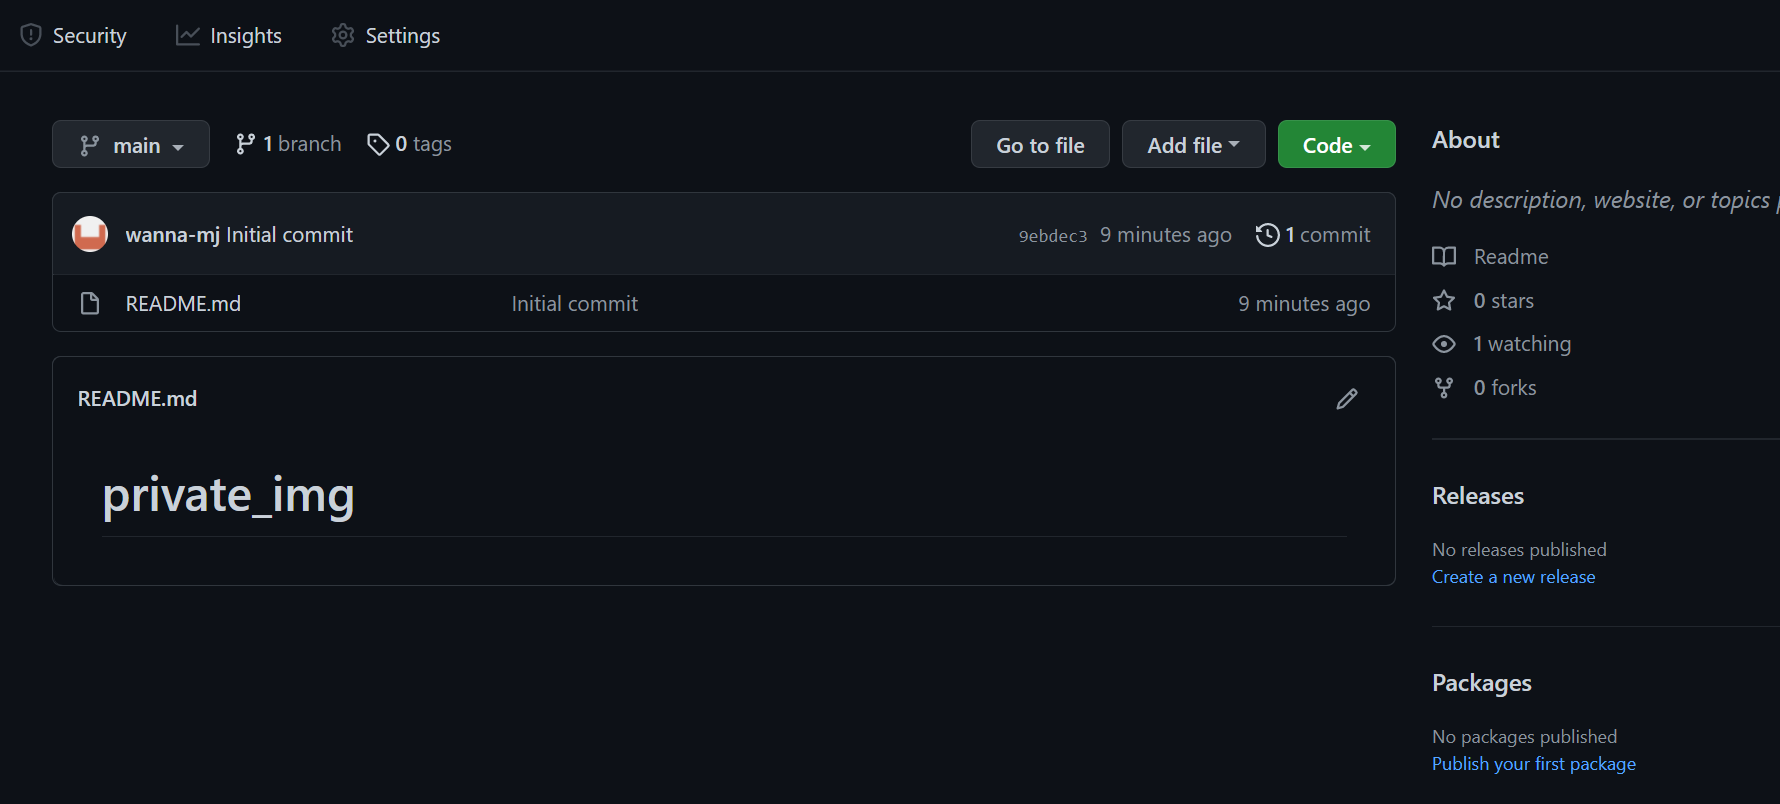 Security Insights Settings
main 1 branch 0 tags Go to file Add file Code
wanna-mj Initial commit 9ebdec3 9 minutes ago 1 commit
README.md Initial commit 9 minutes ago
README.md
private_img
About
No description, website, or topics
Readme
0 stars
1 watching
0 forks
Releases
No releases published
Create a new release
Packages
No packages published
Publish your first package